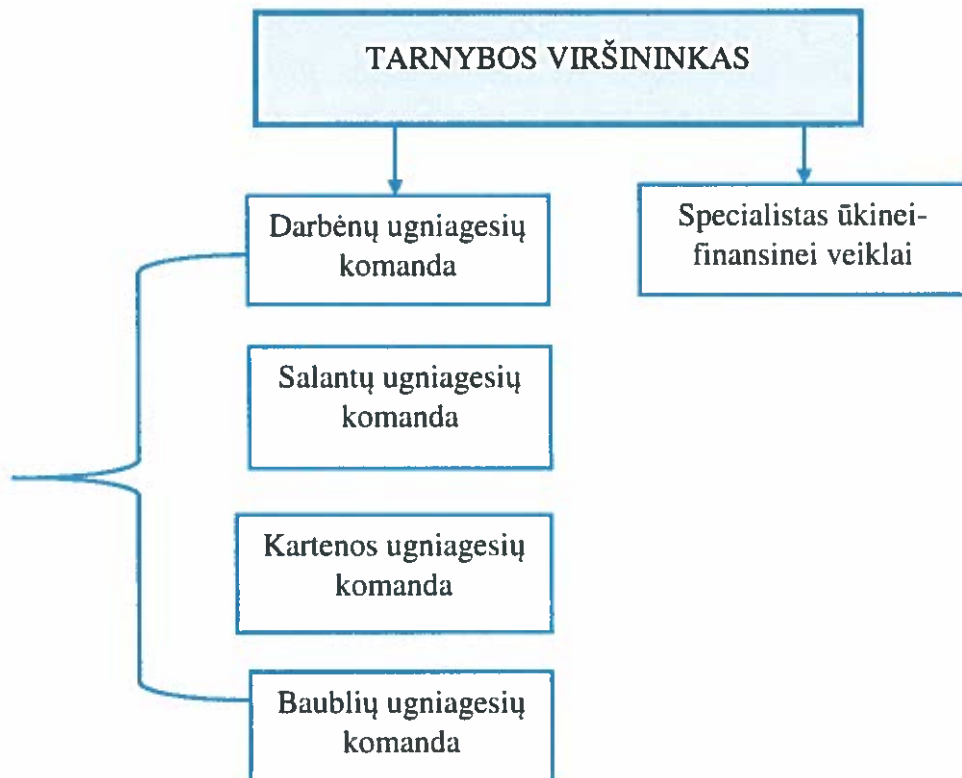 TARNYBOS VIRŠININKAS
Darbėnų ugniagesių
komanda
Specialistas ūkinei-
finansinei veiklai
Salantų ugniagesių
komanda
Kartenos ugniagesių
komanda
Baublių ugniagesių
komanda